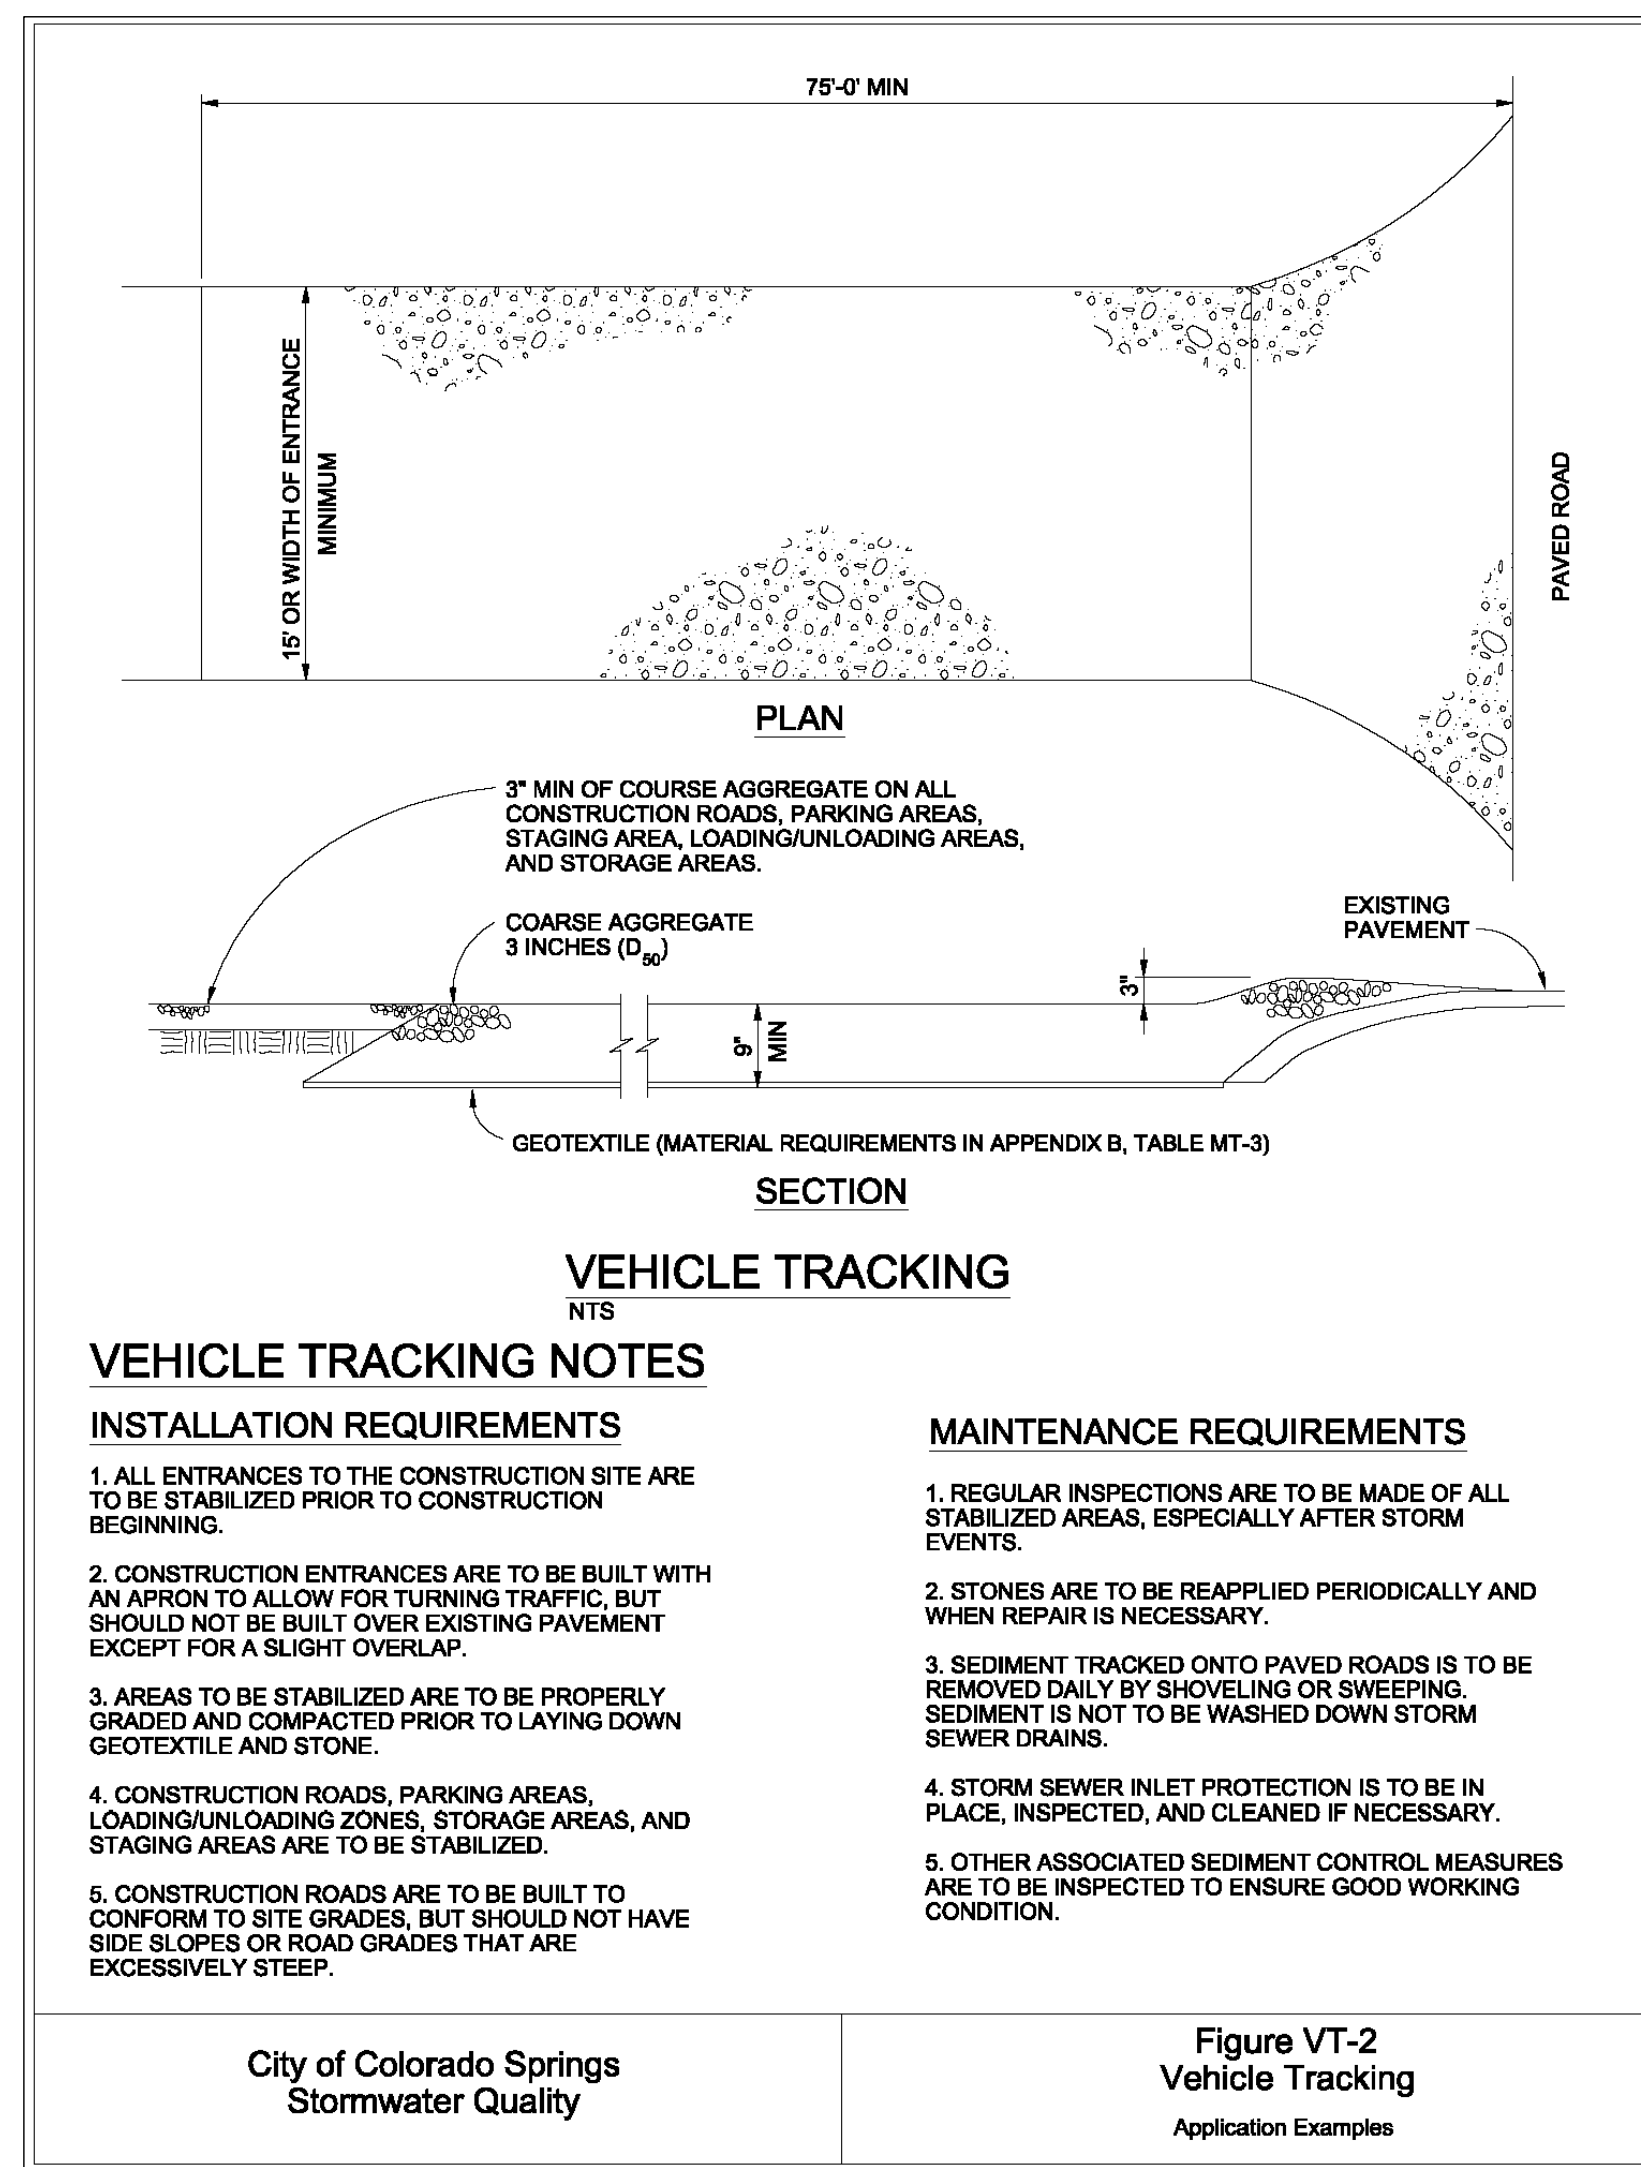 75'-0' MIN
15' OR WIDTH OF ENTRANCE
MINIMUM
PAVED ROAD
PLAN
3" MIN OF COURSE AGGREGATE ON ALL
CONSTRUCTION ROADS, PARKING AREAS,
STAGING AREA, LOADING/UNLOADING AREAS,
AND STORAGE AREAS.
COARSE AGGREGATE
3 INCHES (D50)
EXISTING
PAVEMENT
3"
9"
MIN
GEOTEXTILE (MATERIAL REQUIREMENTS IN APPENDIX B, TABLE MT-3)
SECTION
VEHICLE TRACKING
NTS
VEHICLE TRACKING NOTES
INSTALLATION REQUIREMENTS
1. ALL ENTRANCES TO THE CONSTRUCTION SITE ARE
TO BE STABILIZED PRIOR TO CONSTRUCTION
BEGINNING.
2. CONSTRUCTION ENTRANCES ARE TO BE BUILT WITH
AN APRON TO ALLOW FOR TURNING TRAFFIC, BUT
SHOULD NOT BE BUILT OVER EXISTING PAVEMENT
EXCEPT FOR A SLIGHT OVERLAP.
3. AREAS TO BE STABILIZED ARE TO BE PROPERLY
GRADED AND COMPACTED PRIOR TO LAYING DOWN
GEOTEXTILE AND STONE.
4. CONSTRUCTION ROADS, PARKING AREAS,
LOADING/UNLOADING ZONES, STORAGE AREAS, AND
STAGING AREAS ARE TO BE STABILIZED.
5. CONSTRUCTION ROADS ARE TO BE BUILT TO
CONFORM TO SITE GRADES, BUT SHOULD NOT HAVE
SIDE SLOPES OR ROAD GRADES THAT ARE
EXCESSIVELY STEEP.
MAINTENANCE REQUIREMENTS
1. REGULAR INSPECTIONS ARE TO BE MADE OF ALL
STABILIZED AREAS, ESPECIALLY AFTER STORM
EVENTS.
2. STONES ARE TO BE REAPPLIED PERIODICALLY AND
WHEN REPAIR IS NECESSARY.
3. SEDIMENT TRACKED ONTO PAVED ROADS IS TO BE
REMOVED DAILY BY SHOVELING OR SWEEPING.
SEDIMENT IS NOT TO BE WASHED DOWN STORM
SEWER DRAINS.
4. STORM SEWER INLET PROTECTION IS TO BE IN
PLACE, INSPECTED, AND CLEANED IF NECESSARY.
5. OTHER ASSOCIATED SEDIMENT CONTROL MEASURES
ARE TO BE INSPECTED TO ENSURE GOOD WORKING
CONDITION.
City of Colorado Springs
Stormwater Quality
Figure VT-2
Vehicle Tracking
Application Examples